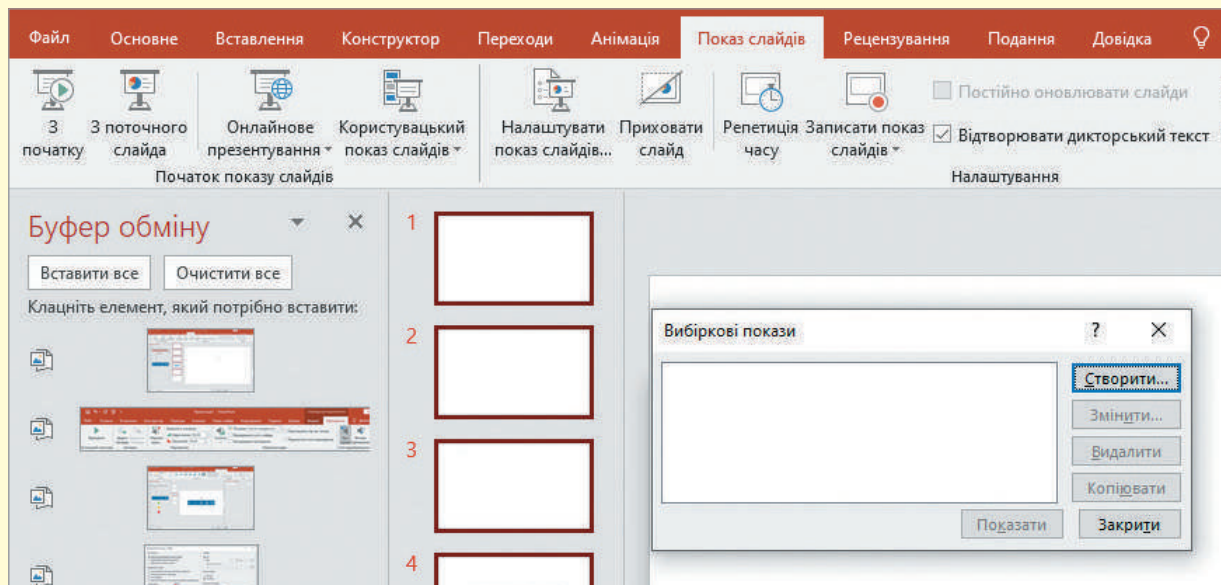 Файл Основне Вставлення Конструктор Переходи Анімація Показ слайдів Рецензування Подання Довідка
З початку
З поточного слайда
Онлайнове презентування
Користувацький показ слайдів
Початок показу слайдів
Налаштувати показ слайдів...
Приховати слайд
Репетиція часу
Записати показ слайдів
Постійно оновлювати слайди
Відтворювати дикторський текст
Налаштування
Буфер обміну
Вставити все Очистити все
Клацніть елемент, який потрібно вставити:
1
2
3
4
Вибіркові покази ?
Створити...
Змінити...
Видалити
Копіювати
Показати Закрити